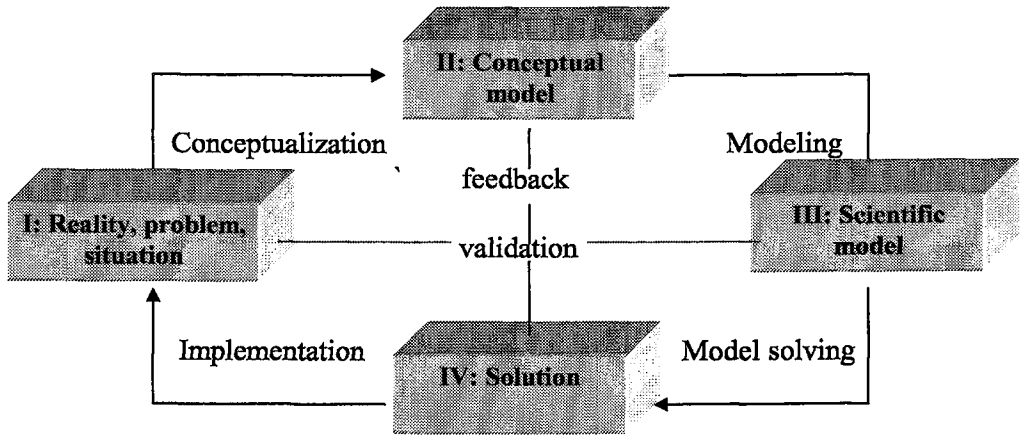 II: Conceptual
model
Conceptualization
Modeling
feedback
I: Reality, problem,
situation
III: Scientific
model
validation
Implementation
Model solving
IV: Solution